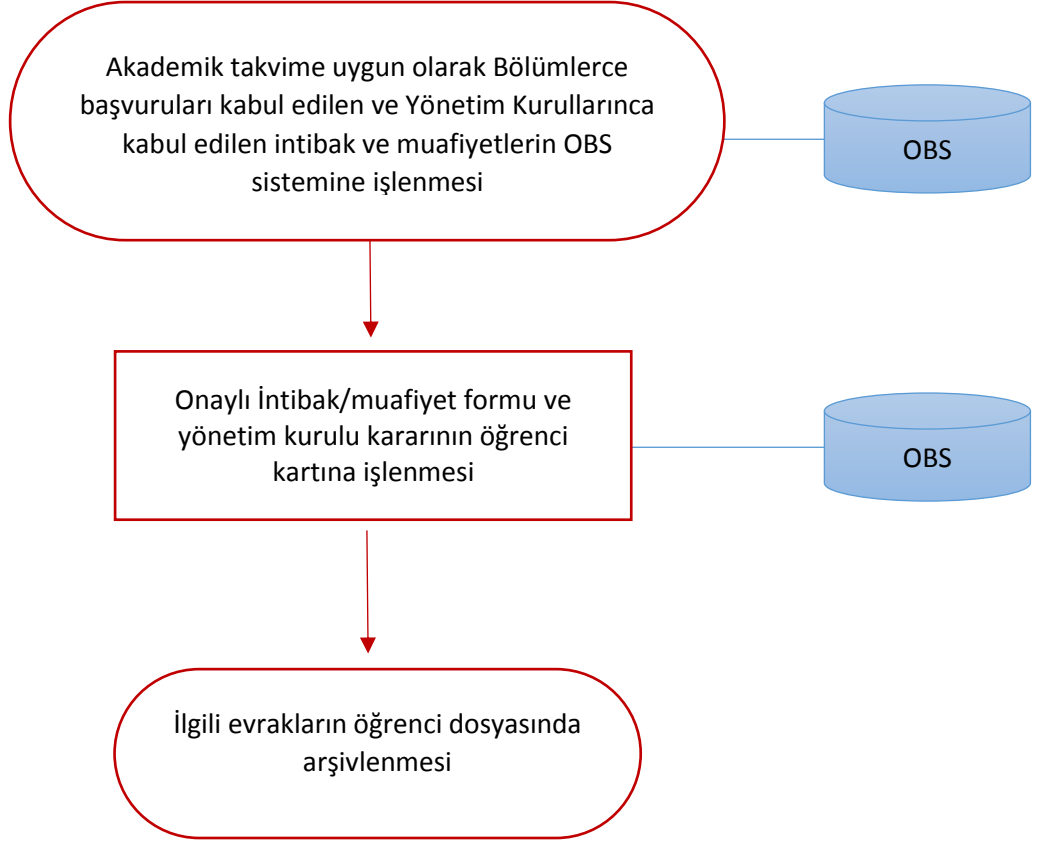 Akademik takvime uygun olarak Bölümlerce
başvuruları kabul edilen ve Yönetim Kurullarınca
kabul edilen intibak ve muafiyetlerin OBS
sistemine işlenmesi
OBS
Onaylı İntibak/muafiyet formu ve
yönetim kurulu kararının öğrenci
kartına işlenmesi
OBS
İlgili evrakların öğrenci dosyasında
arşivlenmesi